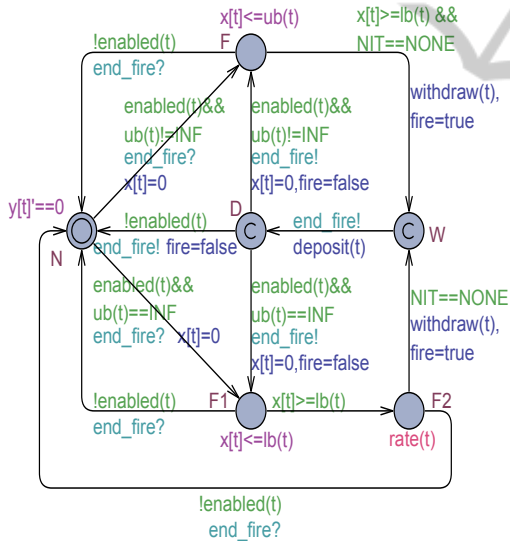 x[t]<=ub(t)
x[t]>=lb(t) &&
NIT==NONE
F
!enabled(t)
end_fire?
withdraw(t),
fire=true
enabled(t)&&
ub(t)!=INF
end_fire?
x[t]=0
enabled(t)&&
ub(t)!=INF
end_fire!
x[t]=0,fire=false
y[t]'==0
N
D
C
!enabled(t)
end_fire! fire=false
end_fire!
deposit(t)
C
W
enabled(t)&&
ub(t)==INF
end_fire? x[t]=0
enabled(t)&&
ub(t)==INF
end_fire!
x[t]=0,fire=false
NIT==NONE
withdraw(t),
fire=true
!enabled(t)
end_fire?
F1
x[t]>=lb(t)
F2
x[t]<=lb(t)
rate(t)
!enabled(t)
end_fire?